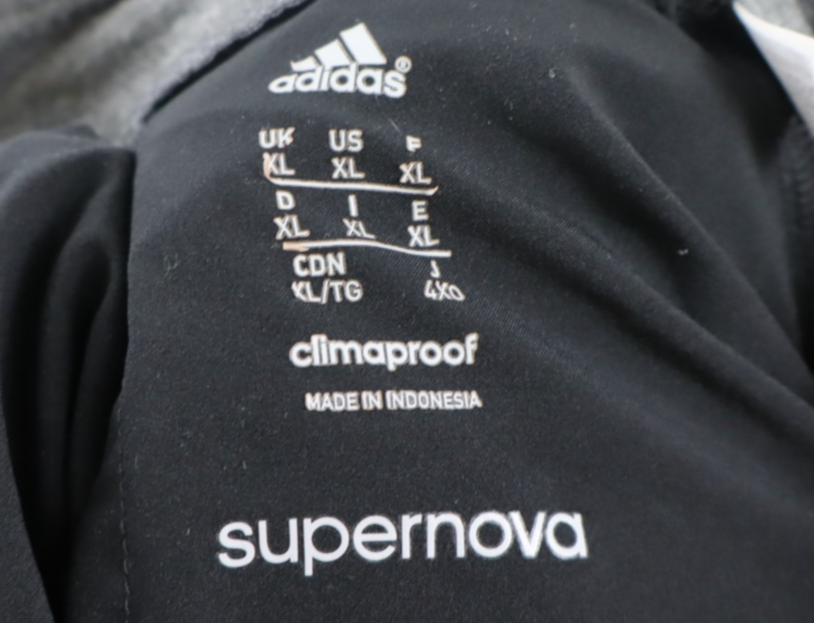 adidas®
UK US F
XL XL XL
D I E
XL XL XL
CDN J
XL/TG 4XO
climaproof
MADE IN INDONESIA
supernova